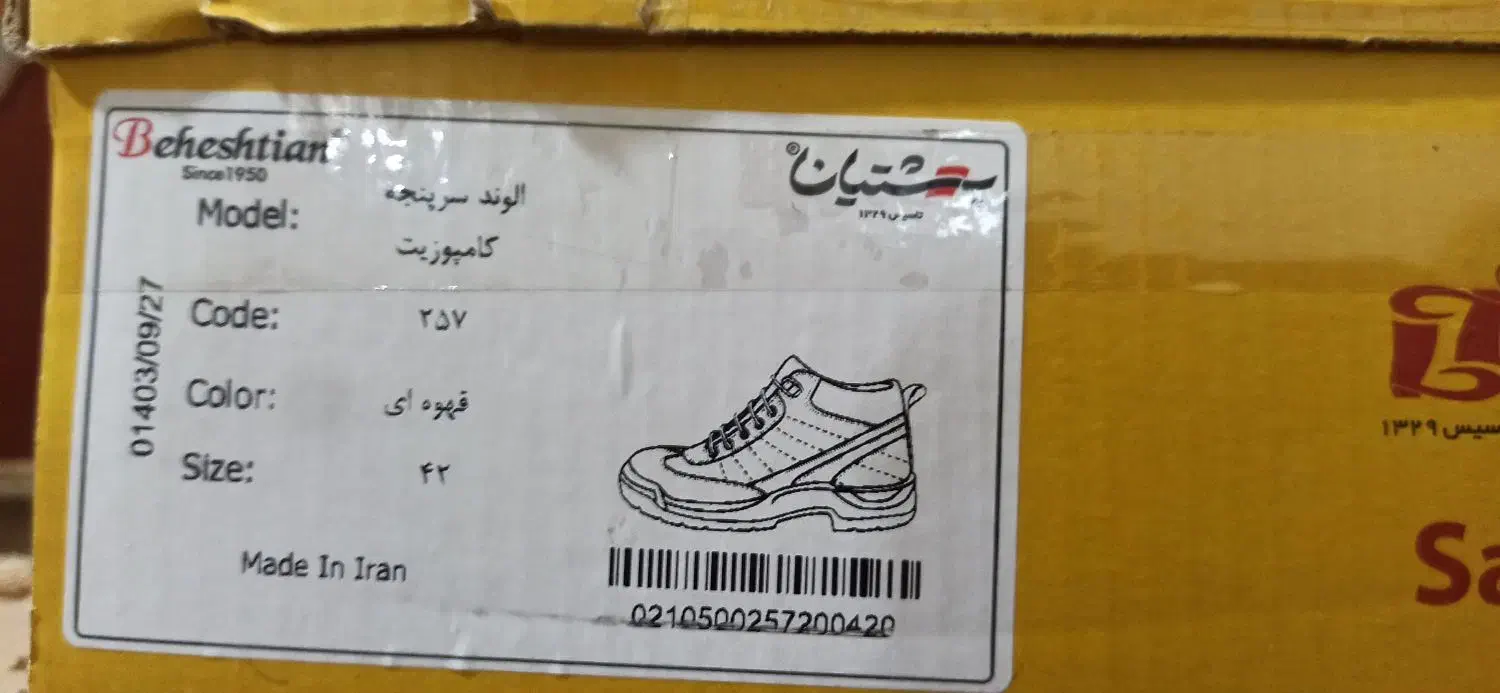 Beheshtian
Since1950
بهشتیان®
تاسیس ۱۳۲۹
Model: الوند سرپنجه
کامپوزیت
Code: ۲۵۷
Color: قهوه ای
Size: ۴۲
01403/09/27
Made In Iran
0210500257200420
تاسیس ۱۳۲۹
Sa